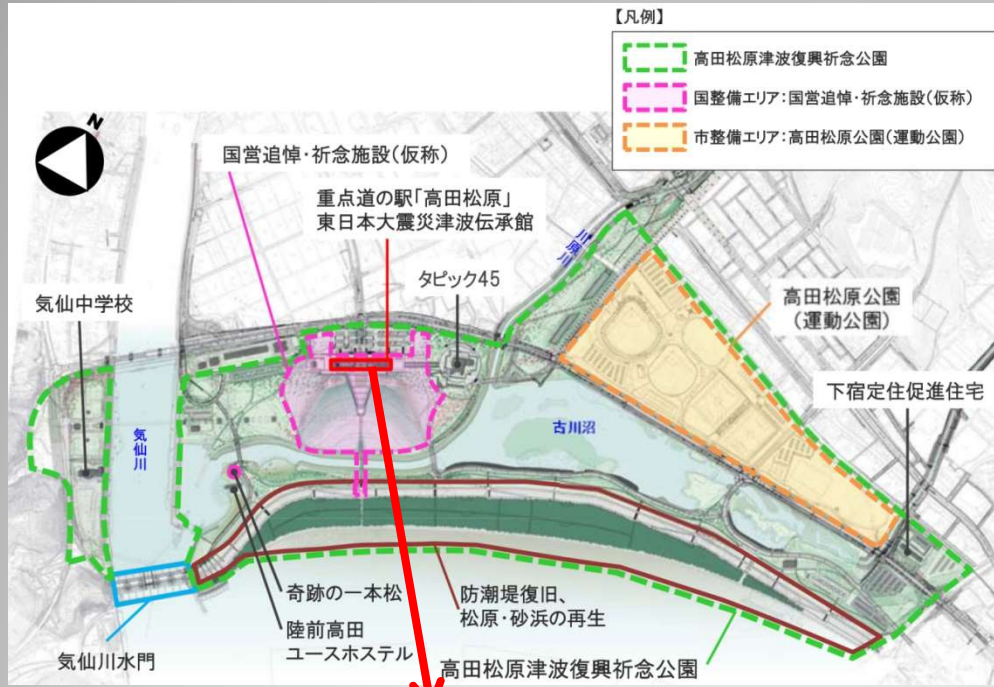 【凡例】
高田松原津波復興祈念公園
国整備エリア:国営追悼・祈念施設(仮称)
市整備エリア:高田松原公園(運動公園)
N
国営追悼・祈念施設(仮称)
重点道の駅「高田松原」
東日本大震災津波伝承館
川原川
タピック45
気仙中学校
高田松原公園
(運動公園)
下宿定住促進住宅
気仙川
古川沼
奇跡の一本松
陸前高田
ユースホステル
防潮堤復旧、
松原・砂浜の再生
気仙川水門
高田松原津波復興祈念公園